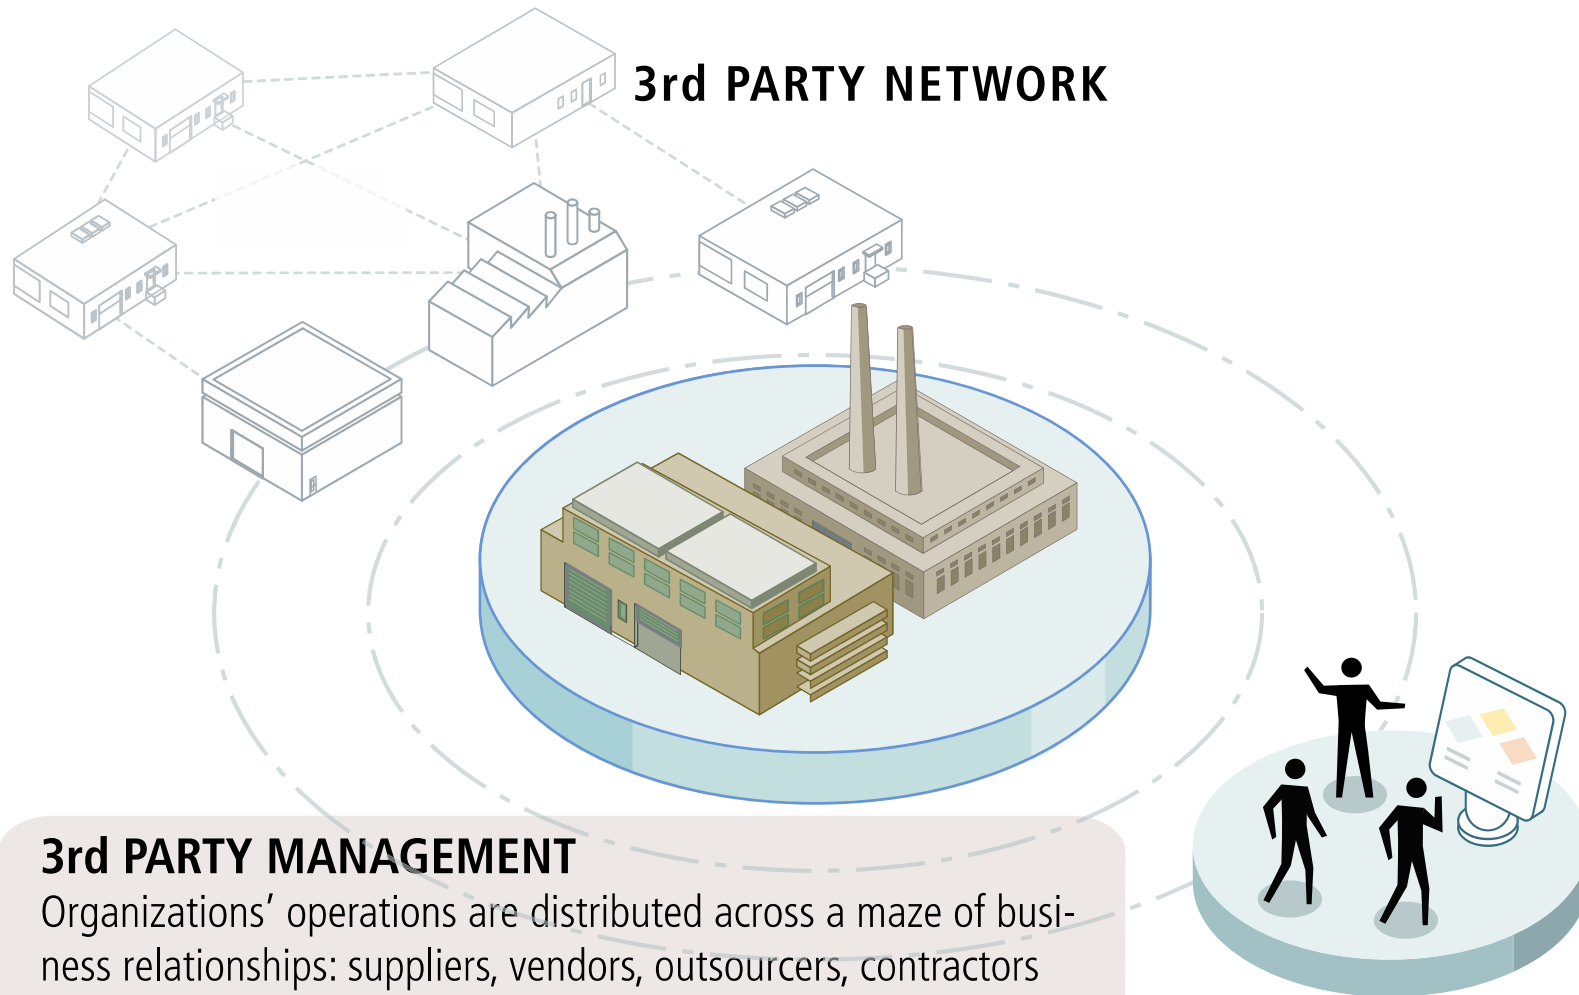 3rd PARTY NETWORK
3rd PARTY MANAGEMENT
Organizations’ operations are distributed across a maze of busi-
ness relationships: suppliers, vendors, outsourcers, contractors